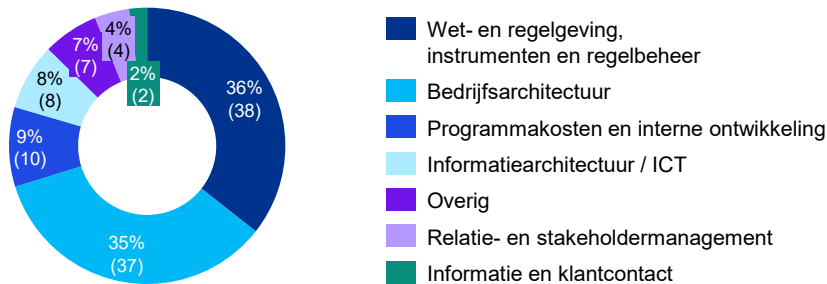 4%
(4)
7%
(7)
2%
(2)
8%
(8)
36%
(38)
9%
(10)
35%
(37)
Wet- en regelgeving,
instrumenten en regelbeheer
Bedrijfsarchitectuur
Programmakosten en interne ontwikkeling
Informatiearchitectuur / ICT
Overig
Relatie- en stakeholdermanagement
Informatie en klantcontact